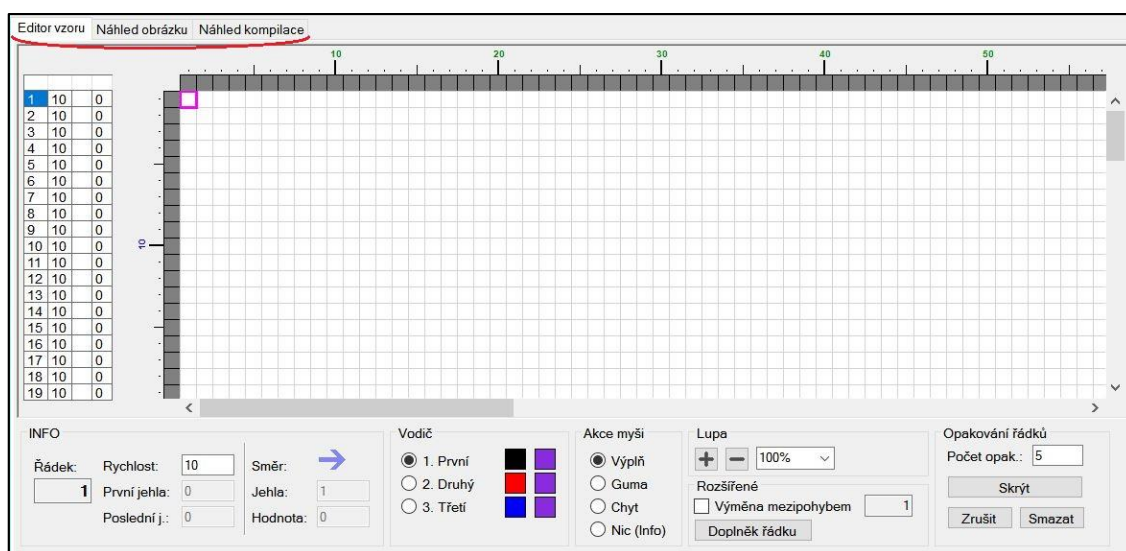 Editor vzoru Náhled obrázku Náhled kompilace
10 20 30 40 50
1 10 0
2 10 0
3 10 0
4 10 0
5 10 0
6 10 0
7 10 0
8 10 0
9 10 0
10 10 0
11 10 0
12 10 0
13 10 0
14 10 0
15 10 0
16 10 0
17 10 0
18 10 0
19 10 0
10
INFO
Řádek: Rychlost: 10 Směr:
1 První jehla: 0 Jehla: 1
Poslední j.: 0 Hodnota: 0
Vodič
1. První
2. Druhý
3. Třetí
Akce myši
Výplň
Guma
Chyt
Nic (Info)
Lupa
100%
Rozšířené
Výměna mezipohybem 1
Doplněk řádku
Opakování řádků
Počet opak.: 5
Skrýt
Zrušit Smazat